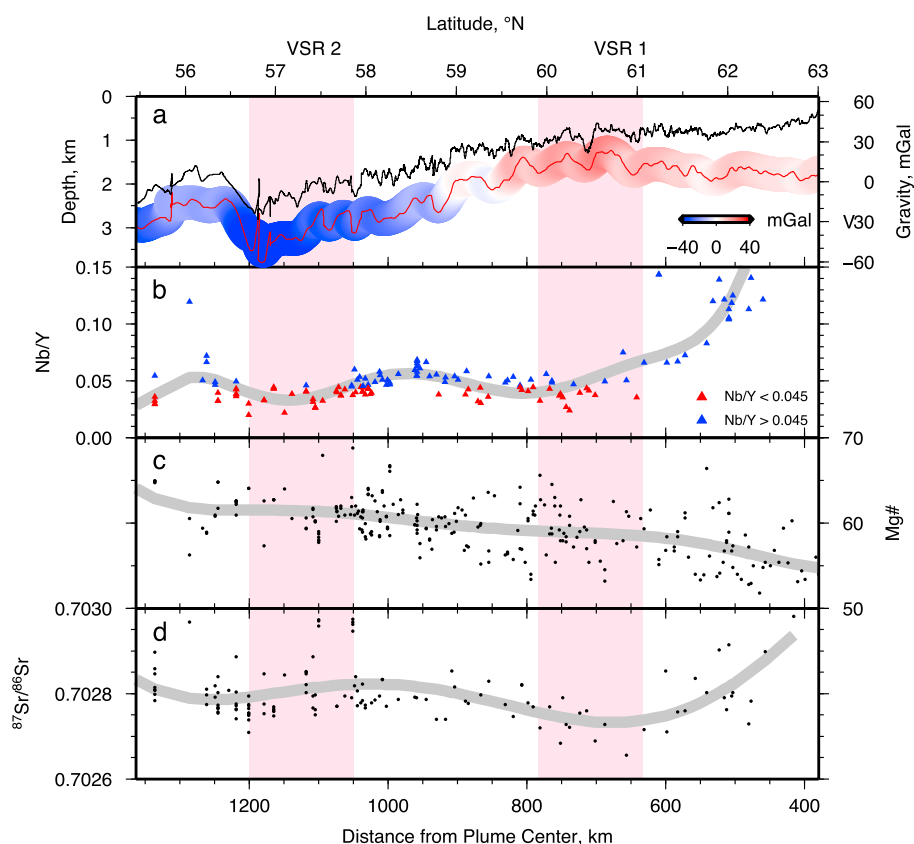 Latitude, °N
VSR 2 VSR 1
56 57 58 59 60 61 62 63
a
0
1
2
3
Depth, km
60
30
0
−30
−60
Gravity, mGal
mGal
−40 0 40
b
0.15
0.10
0.05
0.00
Nb/Y
Nb/Y < 0.045
Nb/Y > 0.045
c
70
60
50
Mg#
d
0.7030
0.7028
0.7026
87Sr/86Sr
1200 1000 800 600 400
Distance from Plume Center, km